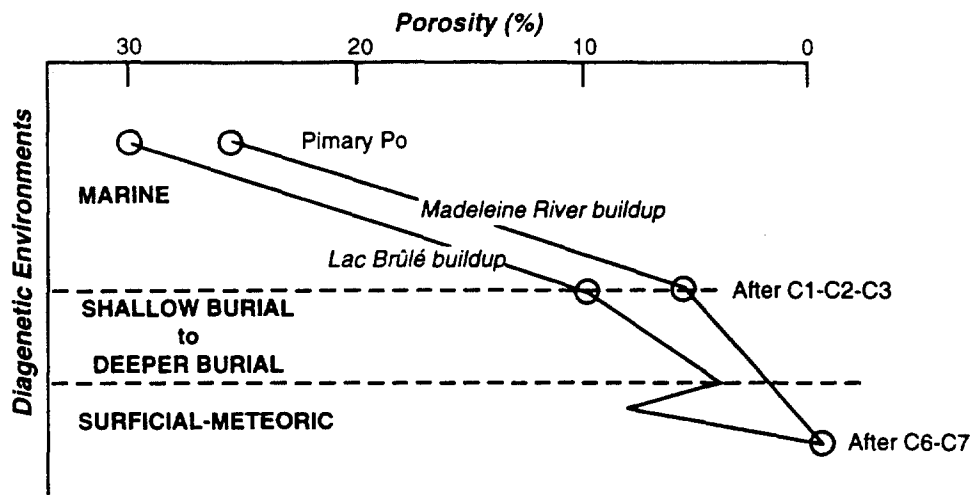 Porosity (%)
30 20 10 0
Diagenetic Environments
Pimary Po
MARINE
Madeleine River buildup
Lac Brûlé buildup
After C1-C2-C3
SHALLOW BURIAL
to
DEEPER BURIAL
SURFICIAL-METEORIC
After C6-C7